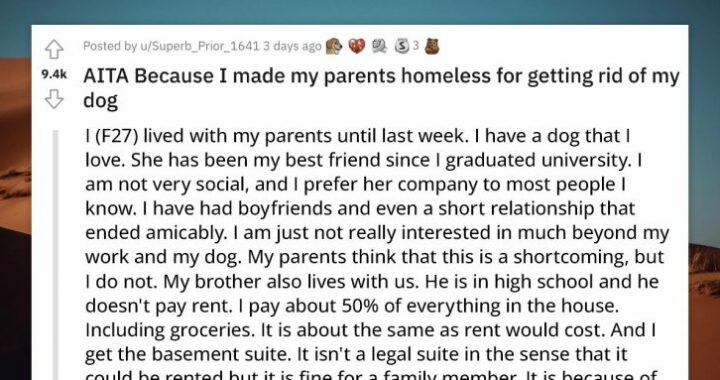 Posted by u/Superb_Prior_1641 3 days ago 3
9.4k
AITA Because I made my parents homeless for getting rid of my
dog
I (F27) lived with my parents until last week. I have a dog that I
love. She has been my best friend since I graduated university. I
am not very social, and I prefer her company to most people I
know. I have had boyfriends and even a short relationship that
ended amicably. I am just not really interested in much beyond my
work and my dog. My parents think that this is a shortcoming, but
I do not. My brother also lives with us. He is in high school and he
doesn't pay rent. I pay about 50% of everything in the house.
Including groceries. It is about the same as rent would cost. And I
get the basement suite. It isn't a legal suite in the sense that it
could be rented but it is fine for a family member. It is because of